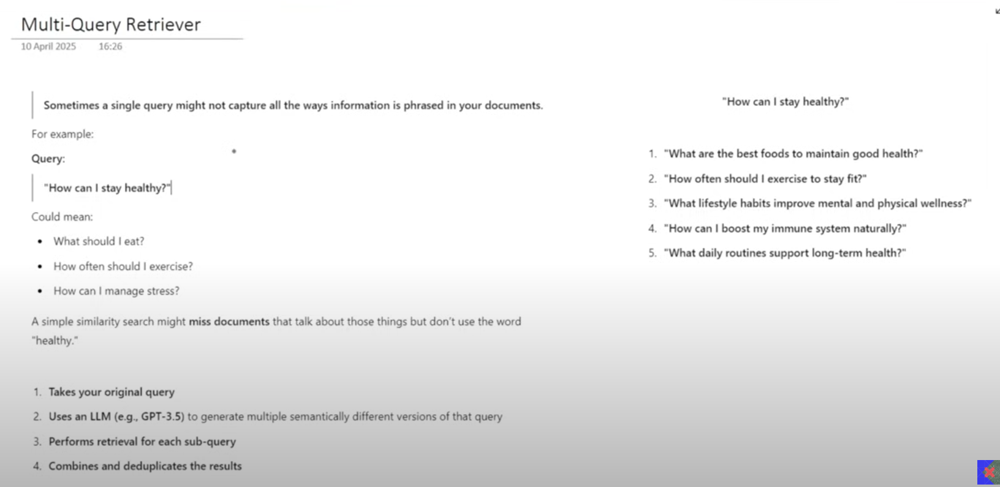 Multi-Query Retriever
10 April 2025 16:26
Sometimes a single query might not capture all the ways information is phrased in your documents.
For example:
Query:
"How can I stay healthy?"
Could mean:
• What should I eat?
• How often should I exercise?
• How can I manage stress?
A simple similarity search might miss documents that talk about those things but don't use the word
"healthy."
1. Takes your original query
2. Uses an LLM (e.g., GPT-3.5) to generate multiple semantically different versions of that query
3. Performs retrieval for each sub-query
4. Combines and deduplicates the results
"How can I stay healthy?"
1. "What are the best foods to maintain good health?"
2. "How often should I exercise to stay fit?"
3. "What lifestyle habits improve mental and physical wellness?"
4. "How can I boost my immune system naturally?"
5. "What daily routines support long-term health?"